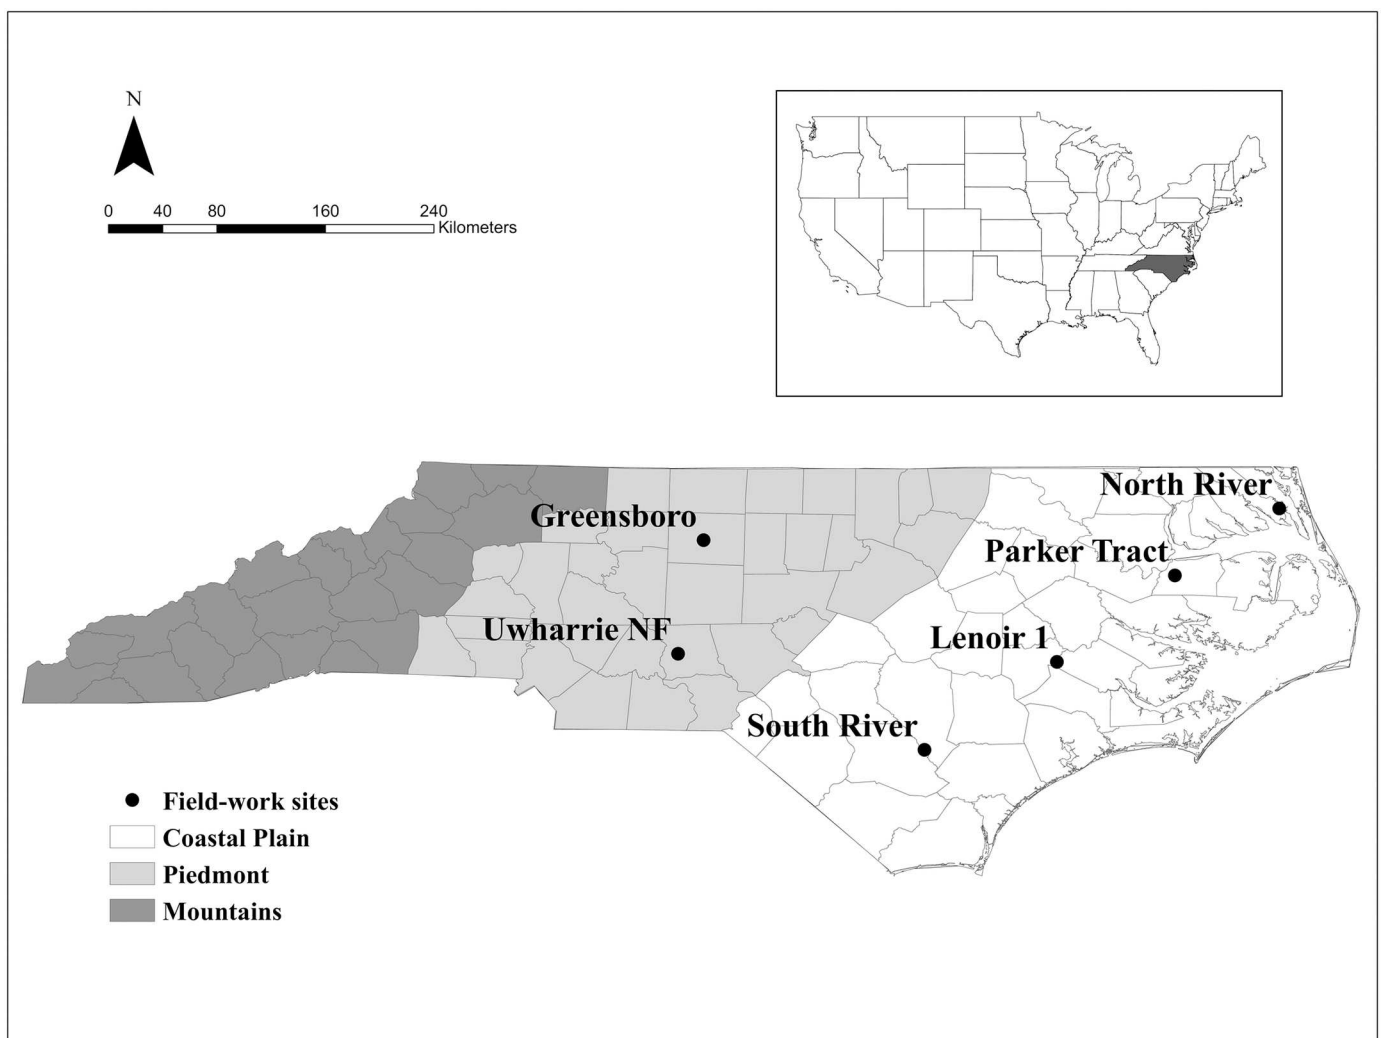 N
0 40 80 160 240
Kilometers
North River
Greensboro
Parker Tract
Uwharrie NF
Lenoir 1
South River
Field-work sites
Coastal Plain
Piedmont
Mountains